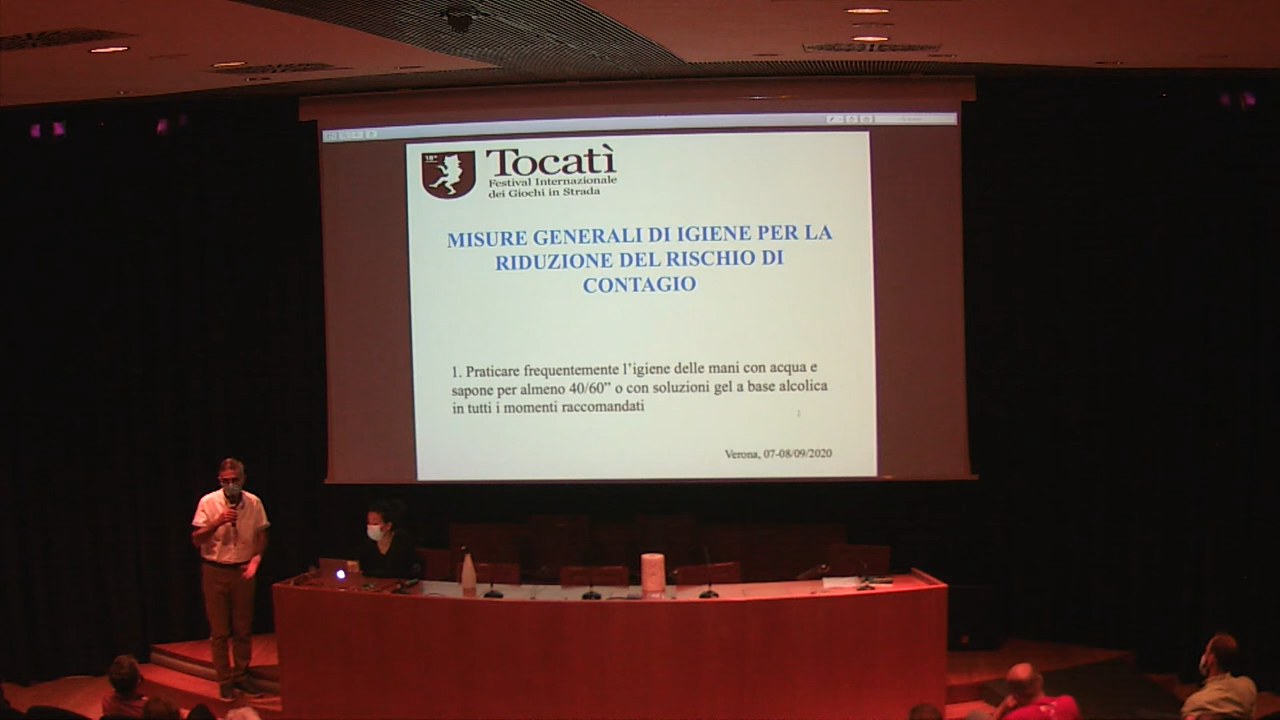 18°
Tocatì
Festival Internazionale
dei Giochi in Strada
MISURE GENERALI DI IGIENE PER LA
RIDUZIONE DEL RISCHIO DI
CONTAGIO
1. Praticare frequentemente l’igiene delle mani con acqua e
sapone per almeno 40/60” o con soluzioni gel a base alcolica
in tutti i momenti raccomandati
Verona, 07-08/09/2020